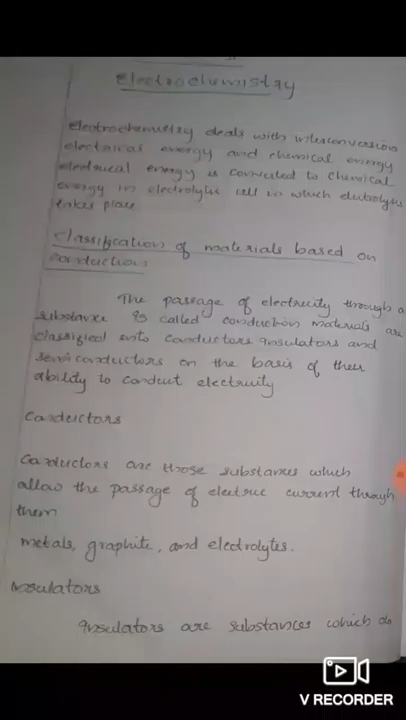 Electrochemistry
Electrochemistry deals with interconversion
electrical energy and chemical energy
electrical energy is converted to chemical
energy in electrolytic cell in which electrolysis
takes place
Classification of materials based on
conduction
The passage of electricity through a
substance is called conduction materials are
classified into conductors insulators and
semiconductors on the basis of their
ability to conduct electricity
Conductors
Conductors are those substances which
allow the passage of electric current through
them
metals, graphite, and electrolytes.
Insulators
Insulators are substances which do
V RECORDER